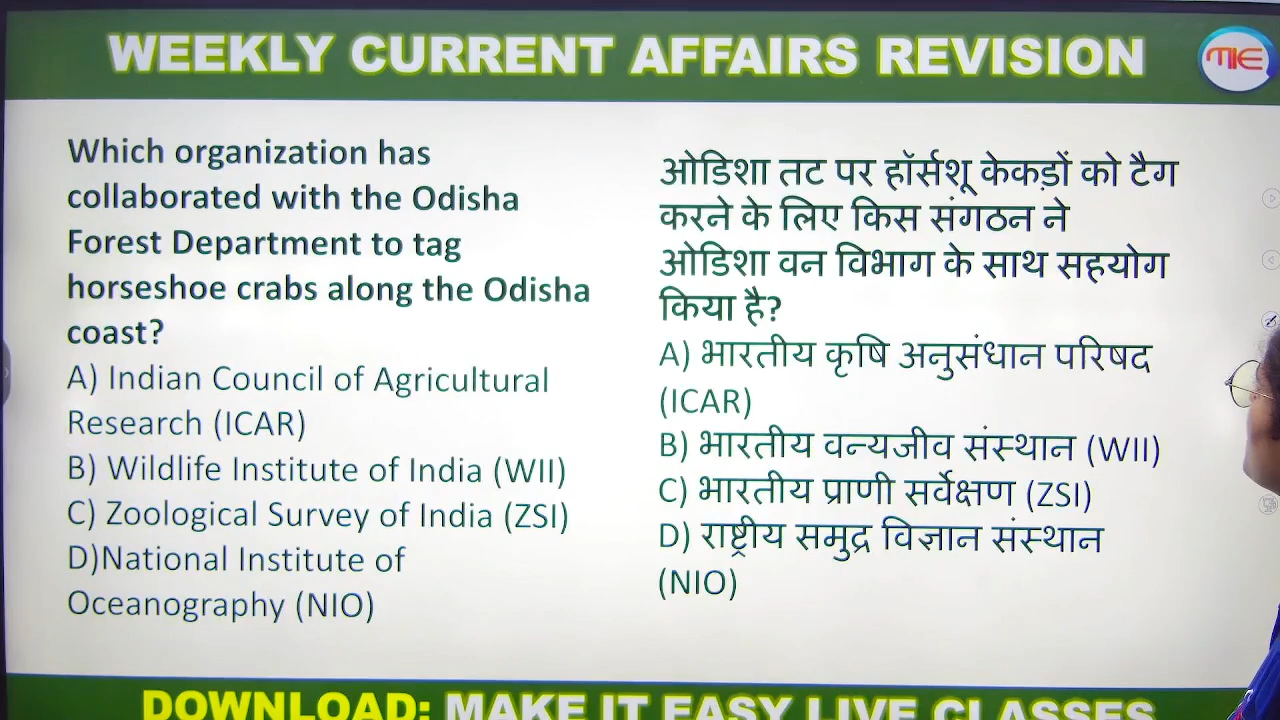 WEEKLY CURRENT AFFAIRS REVISION
MIE
Which organization has
collaborated with the Odisha
Forest Department to tag
horseshoe crabs along the Odisha
coast?
A) Indian Council of Agricultural
Research (ICAR)
B) Wildlife Institute of India (WII)
C) Zoological Survey of India (ZSI)
D)National Institute of
Oceanography (NIO)
ओडिशा तट पर हॉर्सशू केकड़ों को टैग
करने के लिए किस संगठन ने
ओडिशा वन विभाग के साथ सहयोग
किया है?
A) भारतीय कृषि अनुसंधान परिषद
(ICAR)
B) भारतीय वन्यजीव संस्थान (WII)
C) भारतीय प्राणी सर्वेक्षण (ZSI)
D) राष्ट्रीय समुद्र विज्ञान संस्थान
(NIO)
DOWNLOAD: MAKE IT EASY LIVE CLASSES